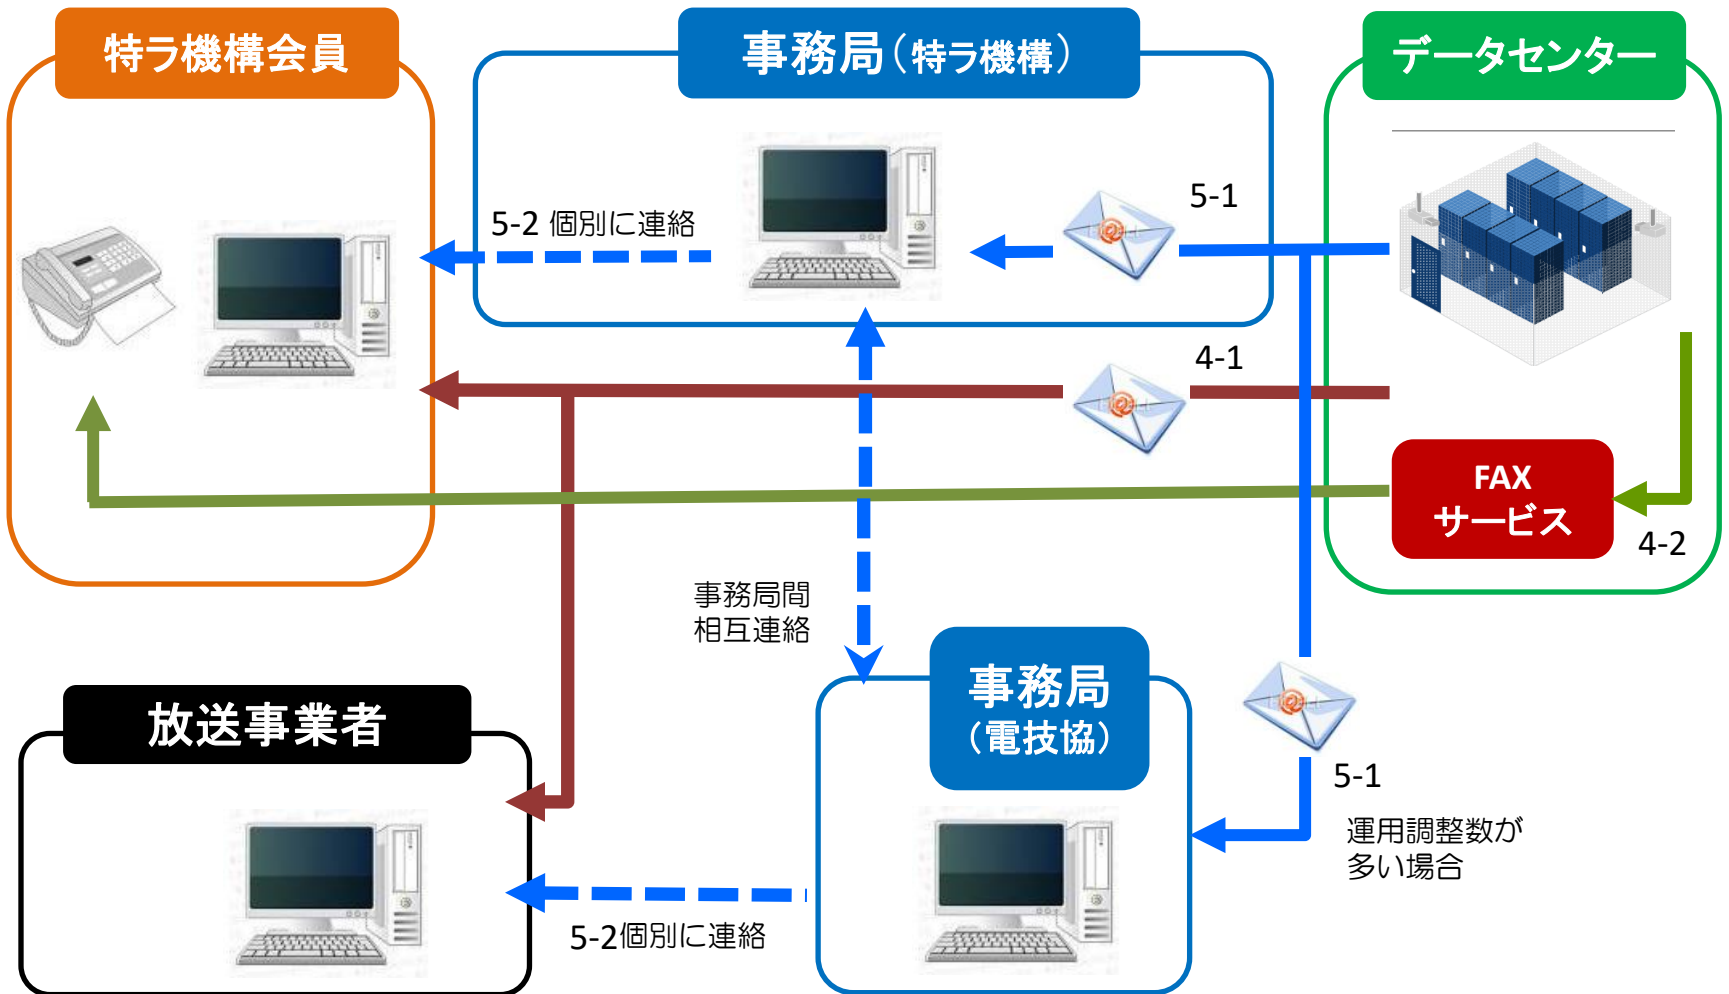 特ラ機構会員
事務局（特ラ機構）
データセンター
5-1
5-2 個別に連絡
4-1
FAX
サービス
4-2
事務局間
相互連絡
事務局
（電技協）
放送事業者
5-1
運用調整数が
多い場合
5-2個別に連絡